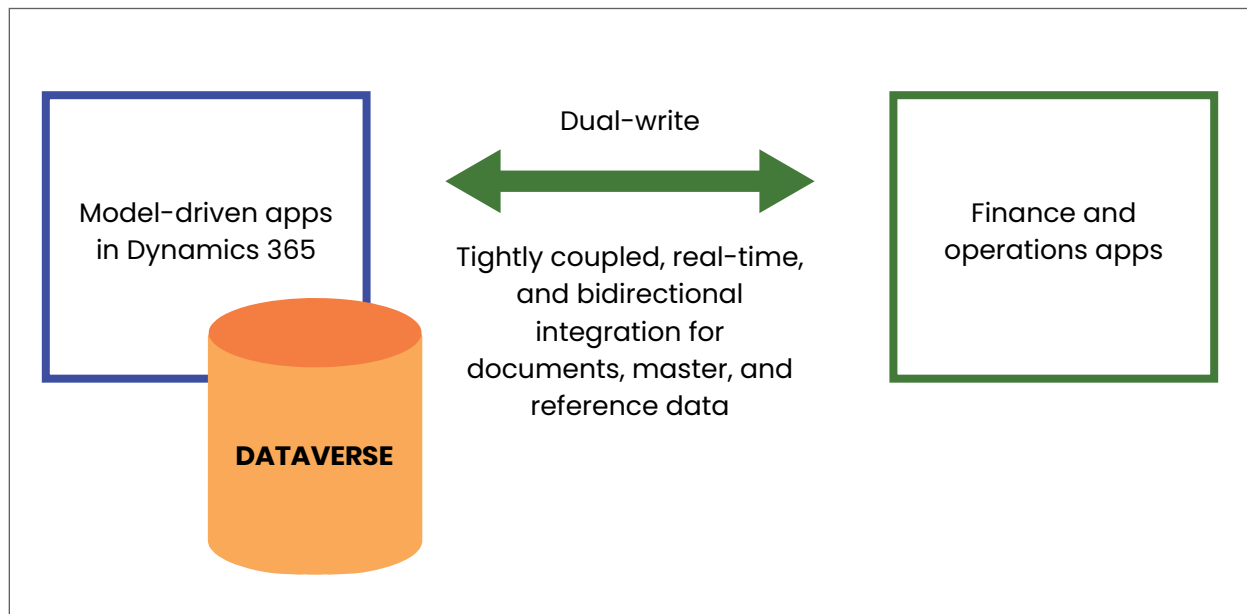 Model-driven apps
in Dynamics 365
DATAVERSE
Dual-write
Tightly coupled, real-time,
and bidirectional
integration for
documents, master, and
reference data
Finance and
operations apps